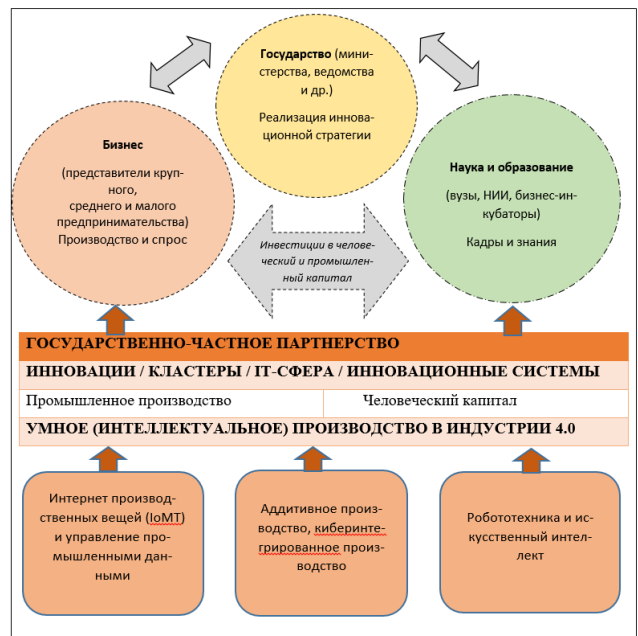 Государство (мини-
стерства, ведомства
и др.)
Реализация иннова-
ционной стратегии
Бизнес
(представители круп-
ного,
среднего и малого
предпринимательства)
Производство и спрос
Наука и образование
(вузы, НИИ, бизнес-ин-
кубаторы)
Кадры и знания
Инвестиции в челове-
ческий и промышлен-
ный капитал
ГОСУДАРСТВЕННО-ЧАСТНОЕ ПАРТНЕРСТВО
ИННОВАЦИИ / КЛАСТЕРЫ / IT-СФЕРА / ИННОВАЦИОННЫЕ СИСТЕМЫ
Промышленное производство
Человеческий капитал
УМНОЕ (ИНТЕЛЛЕКТУАЛЬНОЕ) ПРОИЗВОДСТВО В ИНДУСТРИИ 4.0
Интернет производ-
ственных вещей (IoMT)
и управление про-
мышленными дан-
ными
Аддитивное произ-
водство, киберинте-
грированное произ-
водство
Робототехника и ис-
кусственный интел-
лект